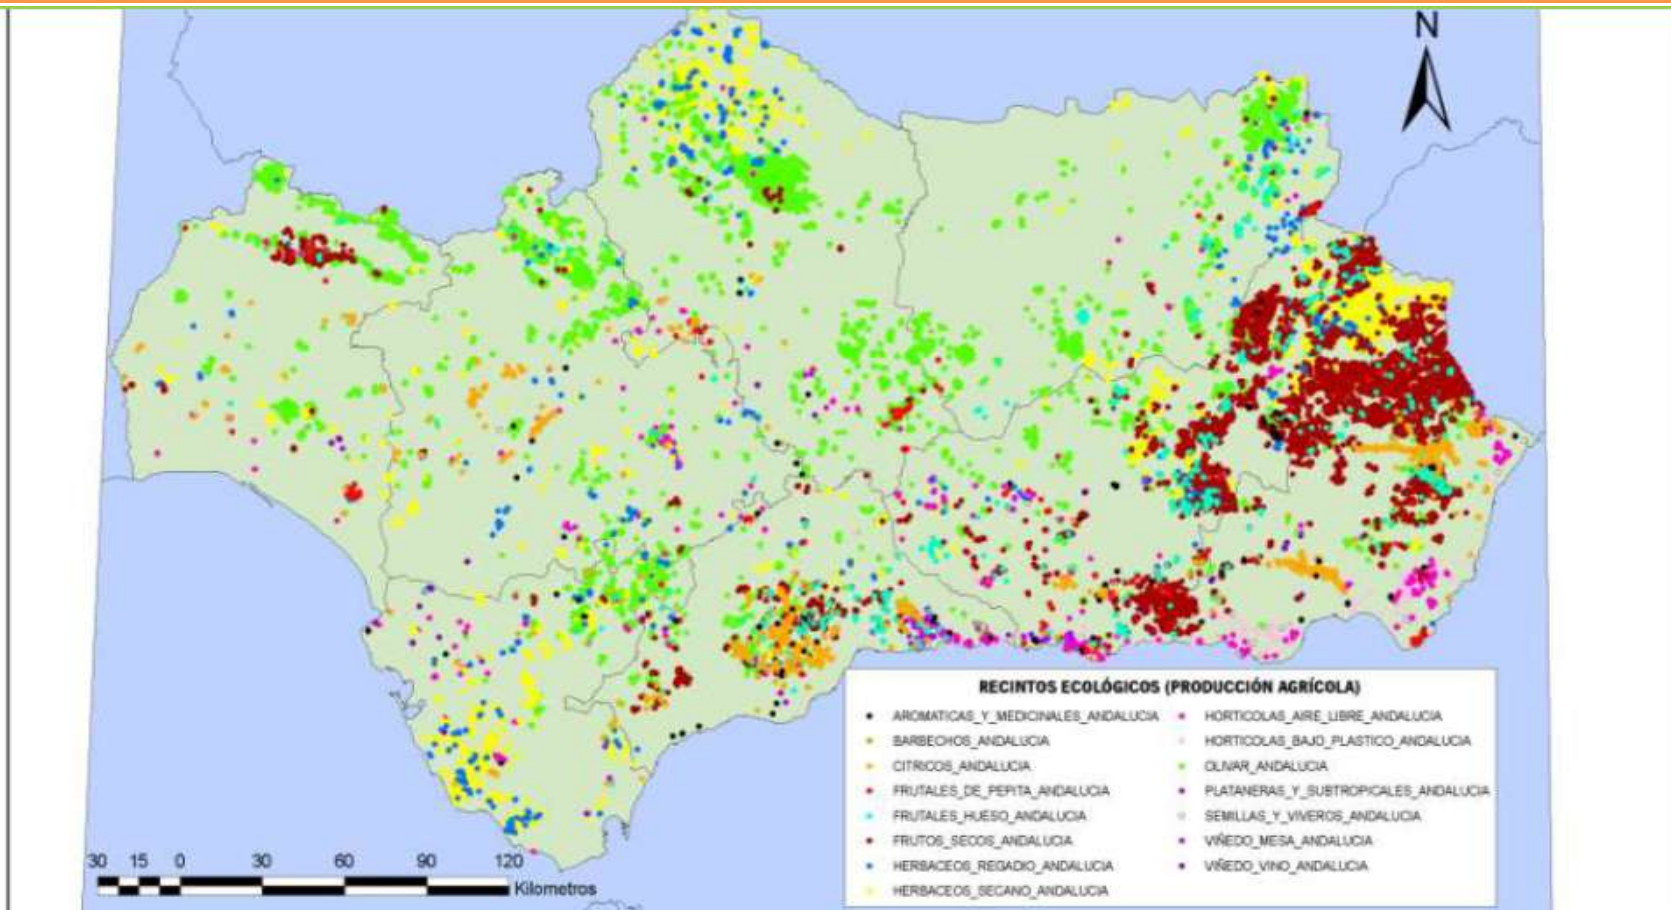 N
RECINTOS ECOLÓGICOS (PRODUCCIÓN AGRÍCOLA)
AROMATICAS_Y_MEDICINALES_ANDALUCIA
BARBECHOS_ANDALUCIA
CITRICOS_ANDALUCIA
FRUTALES_DE_PEPITA_ANDALUCIA
FRUTALES_HUESO_ANDALUCIA
FRUTOS_SECOS_ANDALUCIA
HERBACEOS_REGADIO_ANDALUCIA
HERBACEOS_SECANO_ANDALUCIA
HORTICOLAS_AIRE_LIBRE_ANDALUCIA
HORTICOLAS_BAJO_PLASTICO_ANDALUCIA
OLIVAR_ANDALUCIA
PLATANERAS_Y_SUBTROPICALES_ANDALUCIA
SEMILLAS_Y_VIVEROS_ANDALUCIA
VIÑEDO_MESA_ANDALUCIA
VIÑEDO_VINO_ANDALUCIA
30 15 0 30 60 90 120
Kilometros